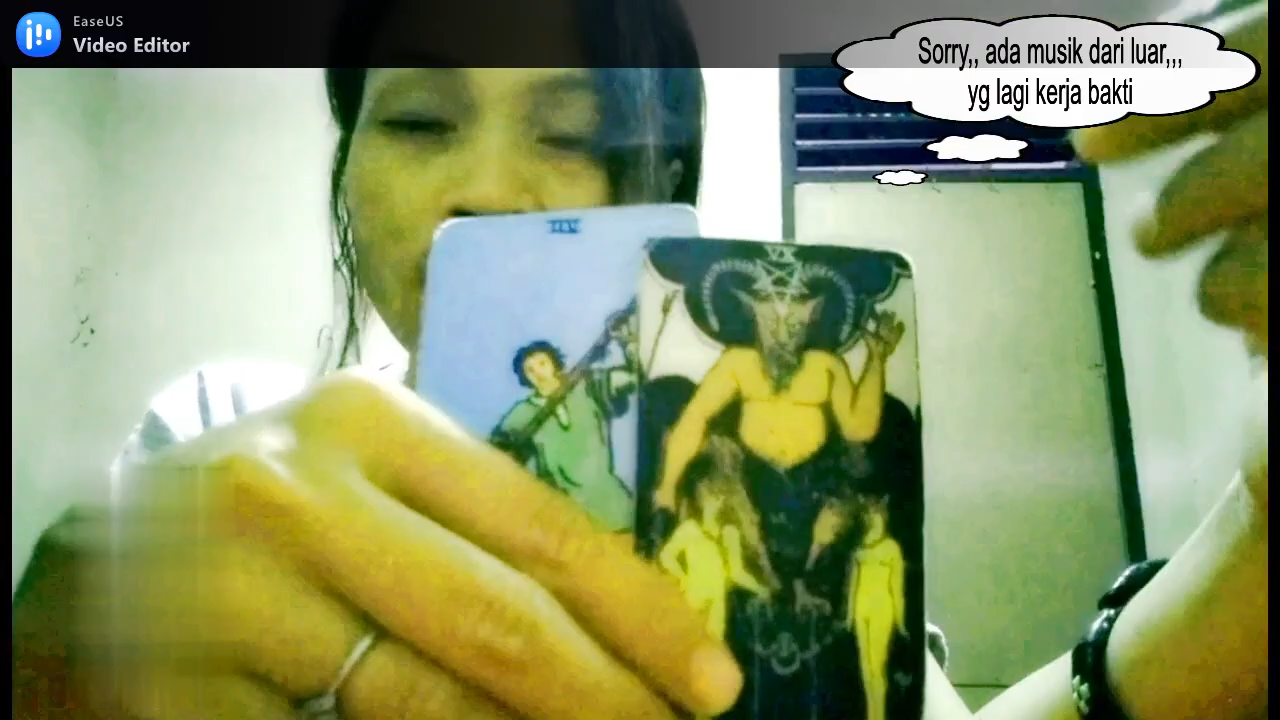 EaseUS
Video Editor
Sorry,, ada musik dari luar,,,
yg lagi kerja bakti